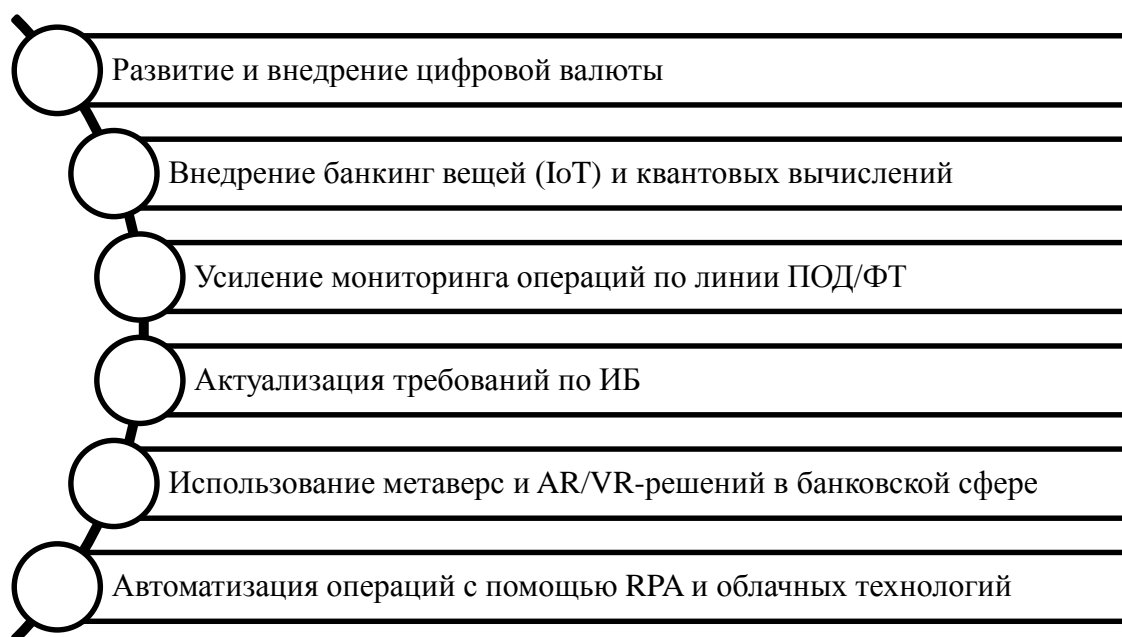 Развитие и внедрение цифровой валюты
Внедрение банкинг вещей (IoT) и квантовых вычислений
Усиление мониторинга операций по линии ПОД/ФТ
Актуализация требований по ИБ
Использование метаверс и AR/VR-решений в банковской сфере
Автоматизация операций с помощью RPA и облачных технологий